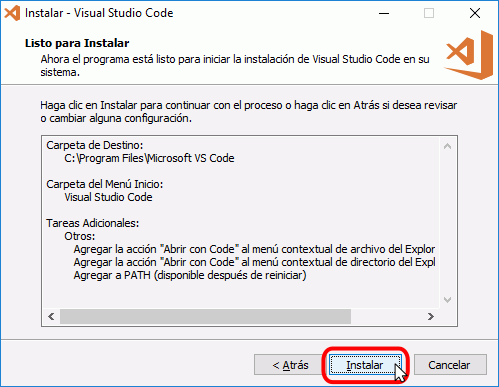 Instalar - Visual Studio Code
Listo para Instalar
Ahora el programa está listo para iniciar la instalación de Visual Studio Code en su
sistema.
Haga clic en Instalar para continuar con el proceso o haga clic en Atrás si desea revisar
o cambiar alguna configuración.
Carpeta de Destino:
C:\Program Files\Microsoft VS Code
Carpeta del Menú Inicio:
Visual Studio Code
Tareas Adicionales:
Otros:
Agregar la acción "Abrir con Code" al menú contextual de archivo del Explor
Agregar la acción "Abrir con Code" al menú contextual de directorio del Expl
Agregar a PATH (disponible después de reiniciar)
< Atrás
Instalar
Cancelar